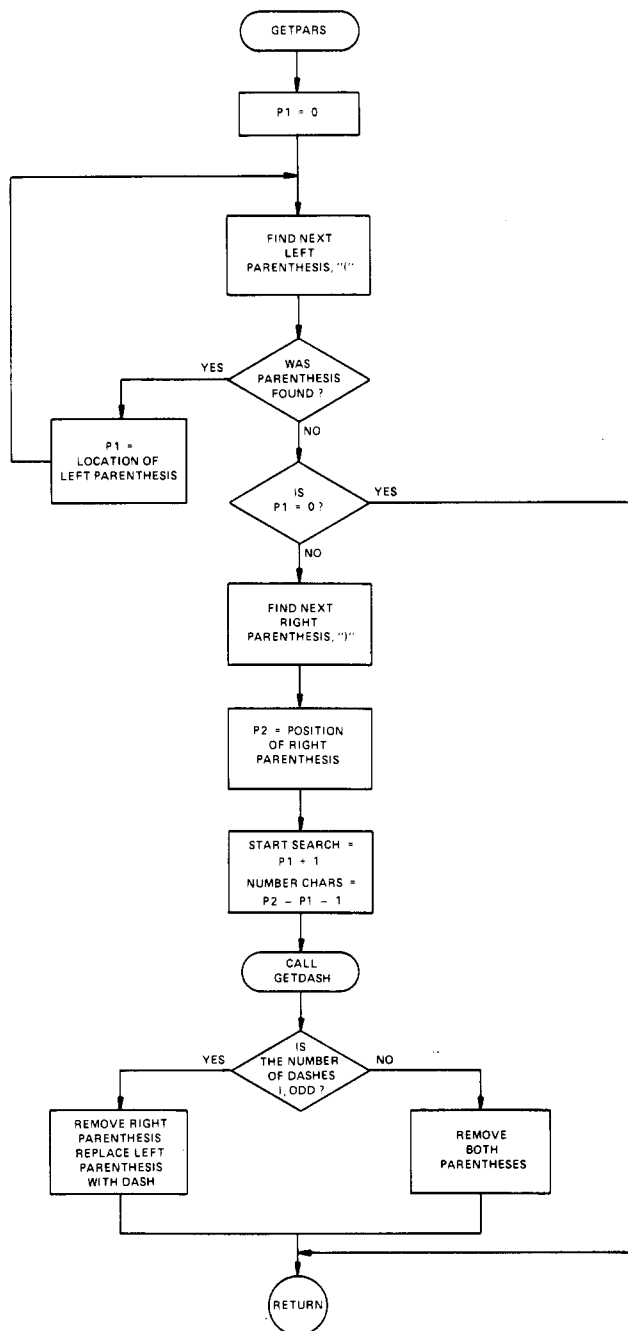 GETPARS
P1 = 0
FIND NEXT
LEFT
PARENTHESIS, "("
WAS
PARENTHESIS
FOUND ?
YES
NO
P1 =
LOCATION OF
LEFT PARENTHESIS
IS
P1 = 0 ?
YES
NO
FIND NEXT
RIGHT
PARENTHESIS, ")"
P2 = POSITION
OF RIGHT
PARENTHESIS
START SEARCH =
P1 + 1
NUMBER CHARS =
P2 – P1 – 1
CALL
GETDASH
IS
THE NUMBER
OF DASHES
I, ODD ?
YES
NO
REMOVE RIGHT
PARENTHESIS
REPLACE LEFT
PARENTHESIS
WITH DASH
REMOVE
BOTH
PARENTHESES
RETURN